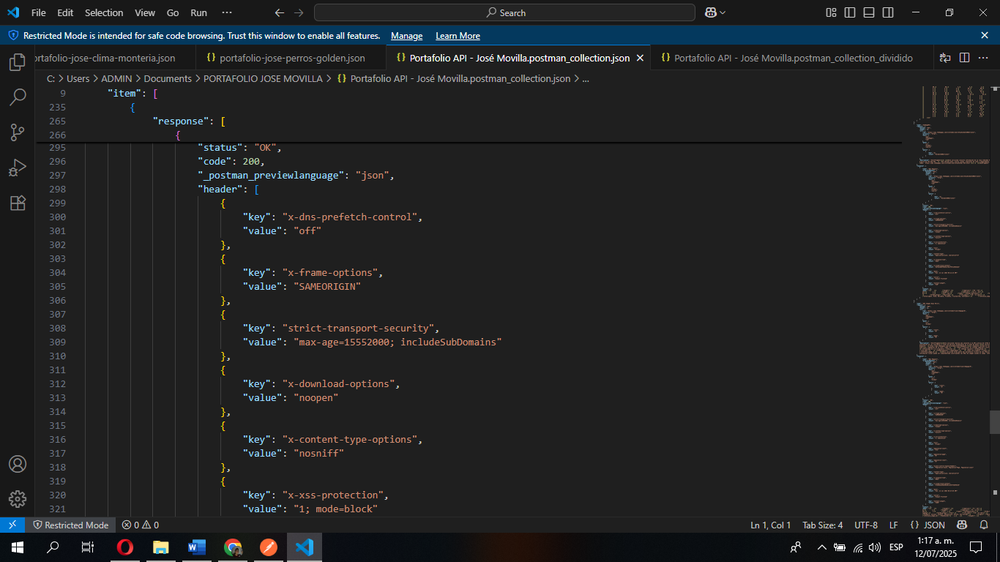 File Edit Selection View Go Run ··· Search
Restricted Mode is intended for safe code browsing. Trust this window to enable all features. Manage Learn More
ortafolio-jose-clima-monteria.json {} portafolio-jose-perros-golden.json {} Portafolio API - José Movilla.postman_collection.json {} Portafolio API - José Movilla.postman_collection_dividido
C: > Users > ADMIN > Documents > PORTAFOLIO JOSE MOVILLA > {} Portafolio API - José Movilla.postman_collection.json > ...
9 "item": [
235 {
265 "response": [
266 {
295 "status": "OK",
296 "code": 200,
297 "_postman_previewlanguage": "json",
298 "header": [
299 {
300 "key": "x-dns-prefetch-control",
301 "value": "off"
302 },
303 {
304 "key": "x-frame-options",
305 "value": "SAMEORIGIN"
306 },
307 {
308 "key": "strict-transport-security",
309 "value": "max-age=15552000; includeSubDomains"
310 },
311 {
312 "key": "x-download-options",
313 "value": "noopen"
314 },
315 {
316 "key": "x-content-type-options",
317 "value": "nosniff"
318 },
319 {
320 "key": "x-xss-protection",
321 "value": "1; mode=block"
Restricted Mode 0 0 Ln 1, Col 1 Tab Size: 4 UTF-8 LF {} JSON
ESP 1:17 a. m.
12/07/2025